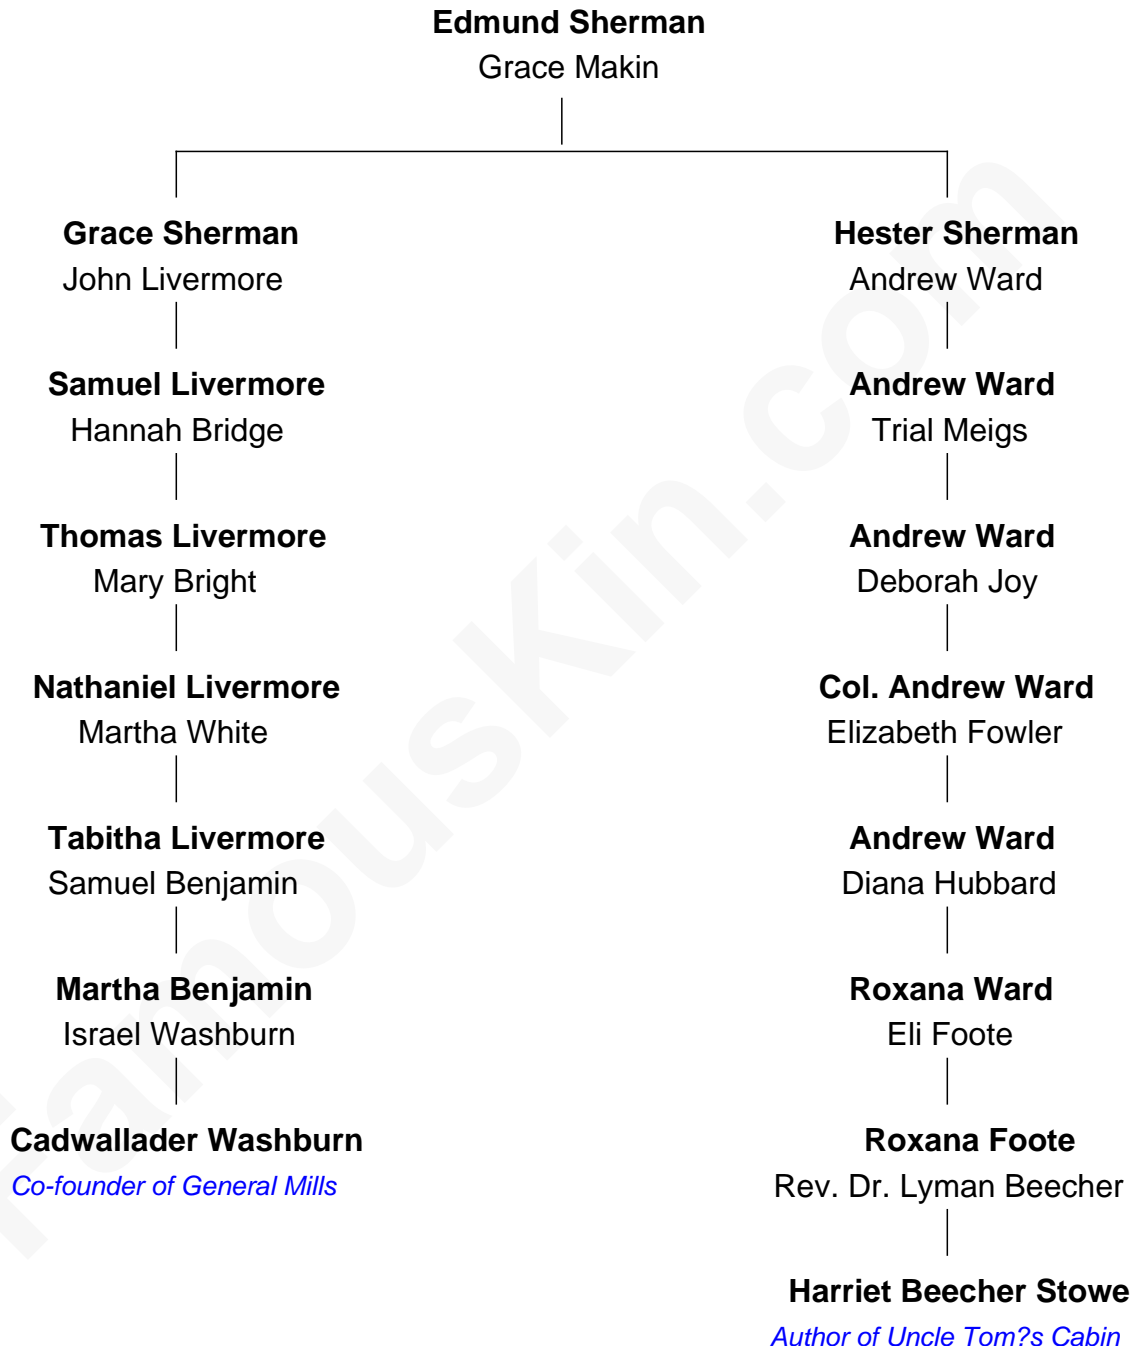 Edmund Sherman
Grace Makin
Grace Sherman
John Livermore
Hester Sherman
Andrew Ward
Samuel Livermore
Hannah Bridge
Andrew Ward
Trial Meigs
Thomas Livermore
Mary Bright
Andrew Ward
Deborah Joy
Nathaniel Livermore
Martha White
Col. Andrew Ward
Elizabeth Fowler
Tabitha Livermore
Samuel Benjamin
Andrew Ward
Diana Hubbard
Martha Benjamin
Israel Washburn
Roxana Ward
Eli Foote
Cadwallader Washburn
Co-founder of General Mills
Roxana Foote
Rev. Dr. Lyman Beecher
Harriet Beecher Stowe
Author of Uncle Tom?s Cabin
FamousKin.com